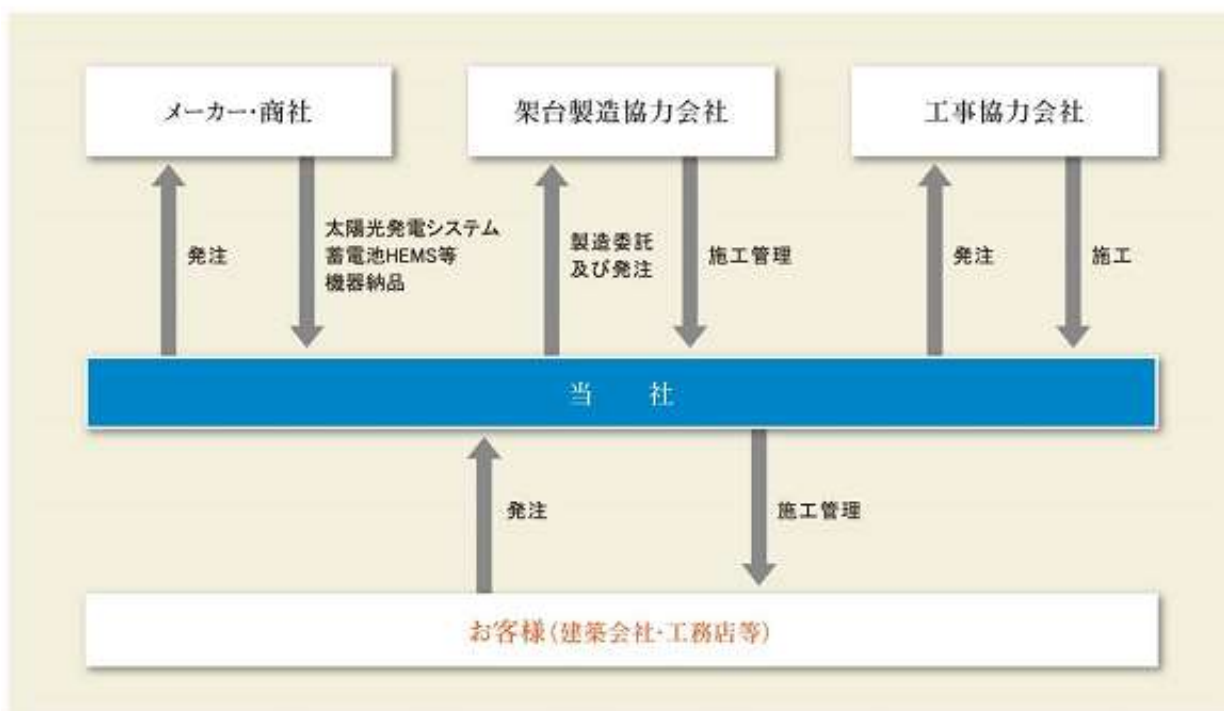 メーカー・商社
架台製造協力会社
工事協力会社
発注
太陽光発電システム
蓄電池HEMS等
機器納品
製造委託
及び発注
施工管理
発注
施工
当　社
発注
施工管理
お客様(建築会社・工務店等)